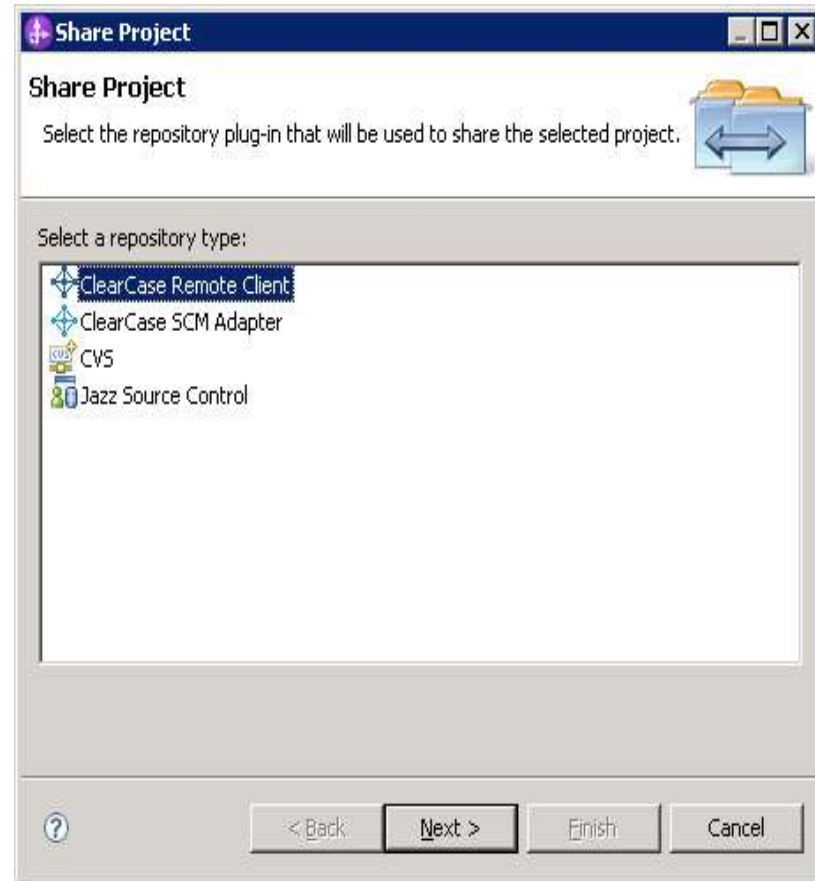 Share Project
Share Project
Select the repository plug-in that will be used to share the selected project.
Select a repository type:
ClearCase Remote Client
ClearCase SCM Adapter
CVS
CVS
Jazz Source Control
?
< Back
Next >
Finish
Cancel